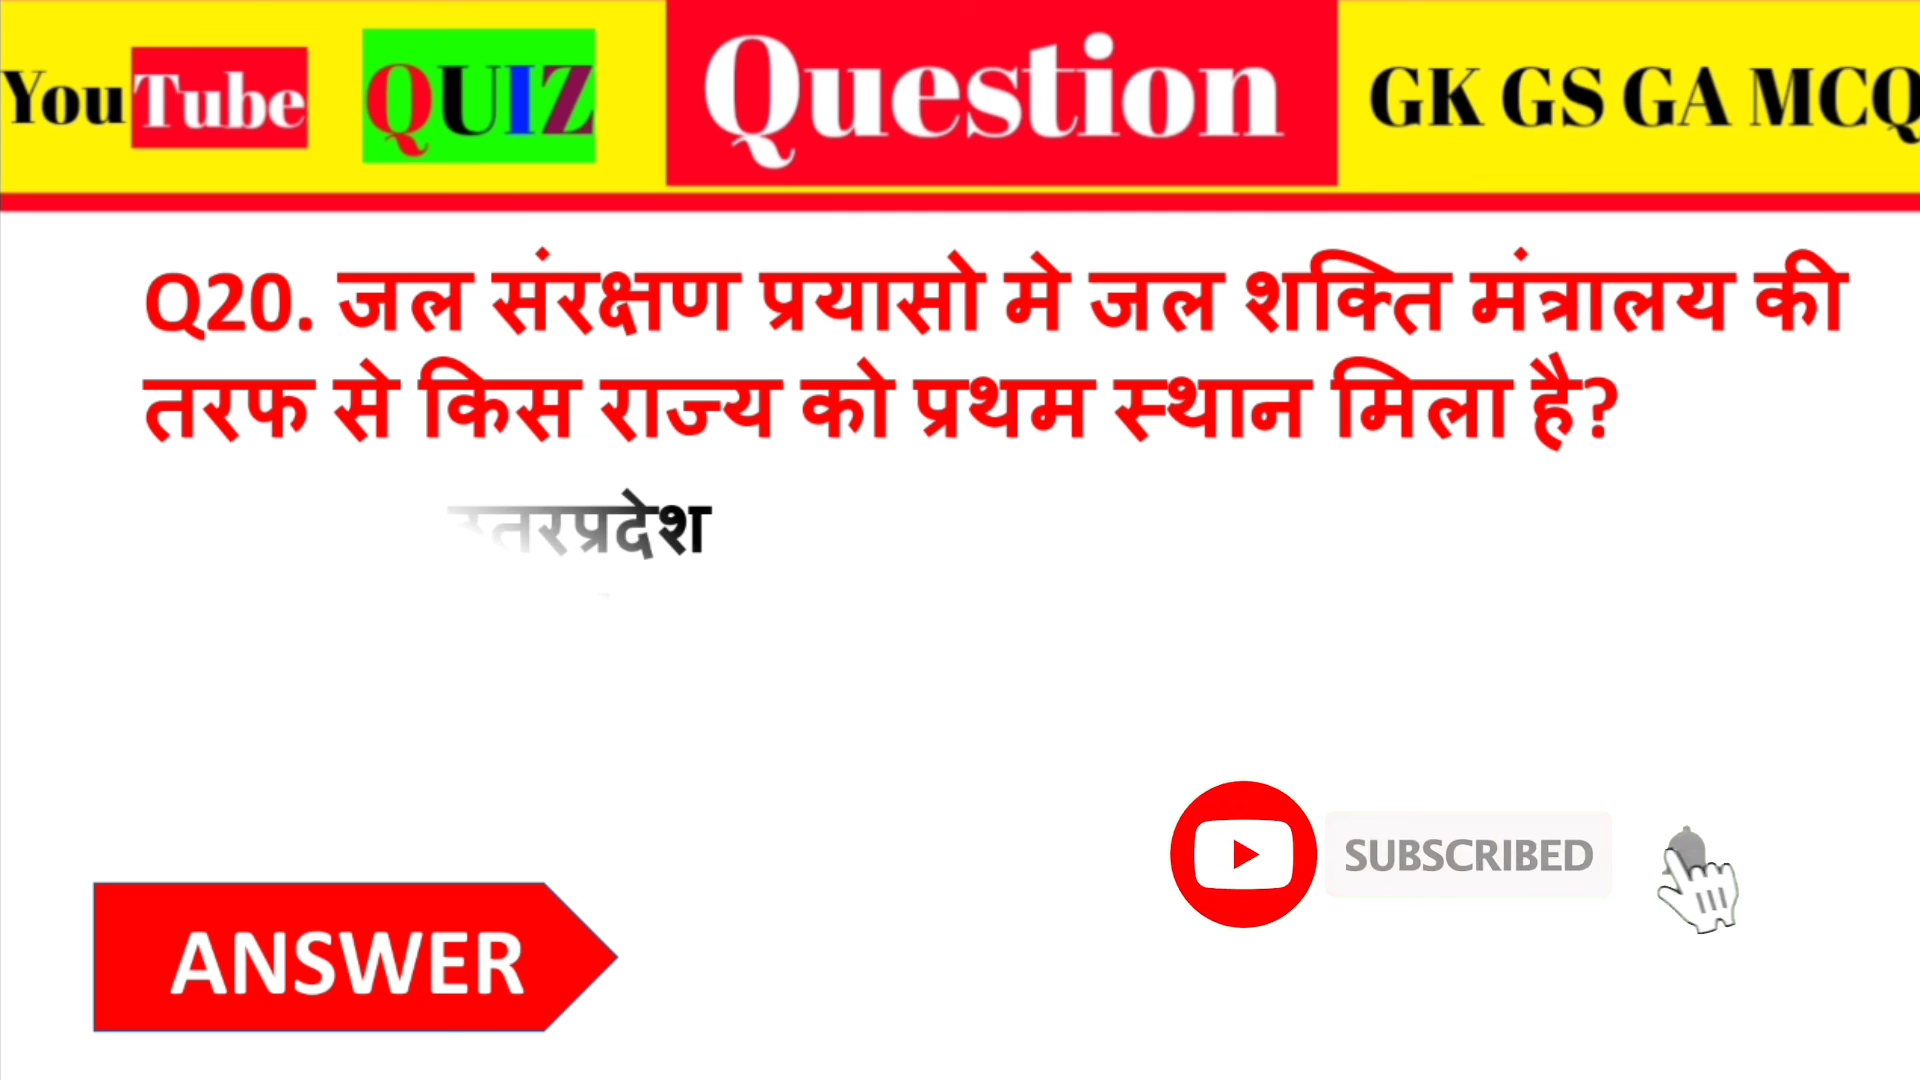 YouTube QUIZ Question GK GS GA MCQ
Q20. जल संरक्षण प्रयासो मे जल शक्ति मंत्रालय की
तरफ से किस राज्य को प्रथम स्थान मिला है?
उतरप्रदेश
SUBSCRIBED
ANSWER